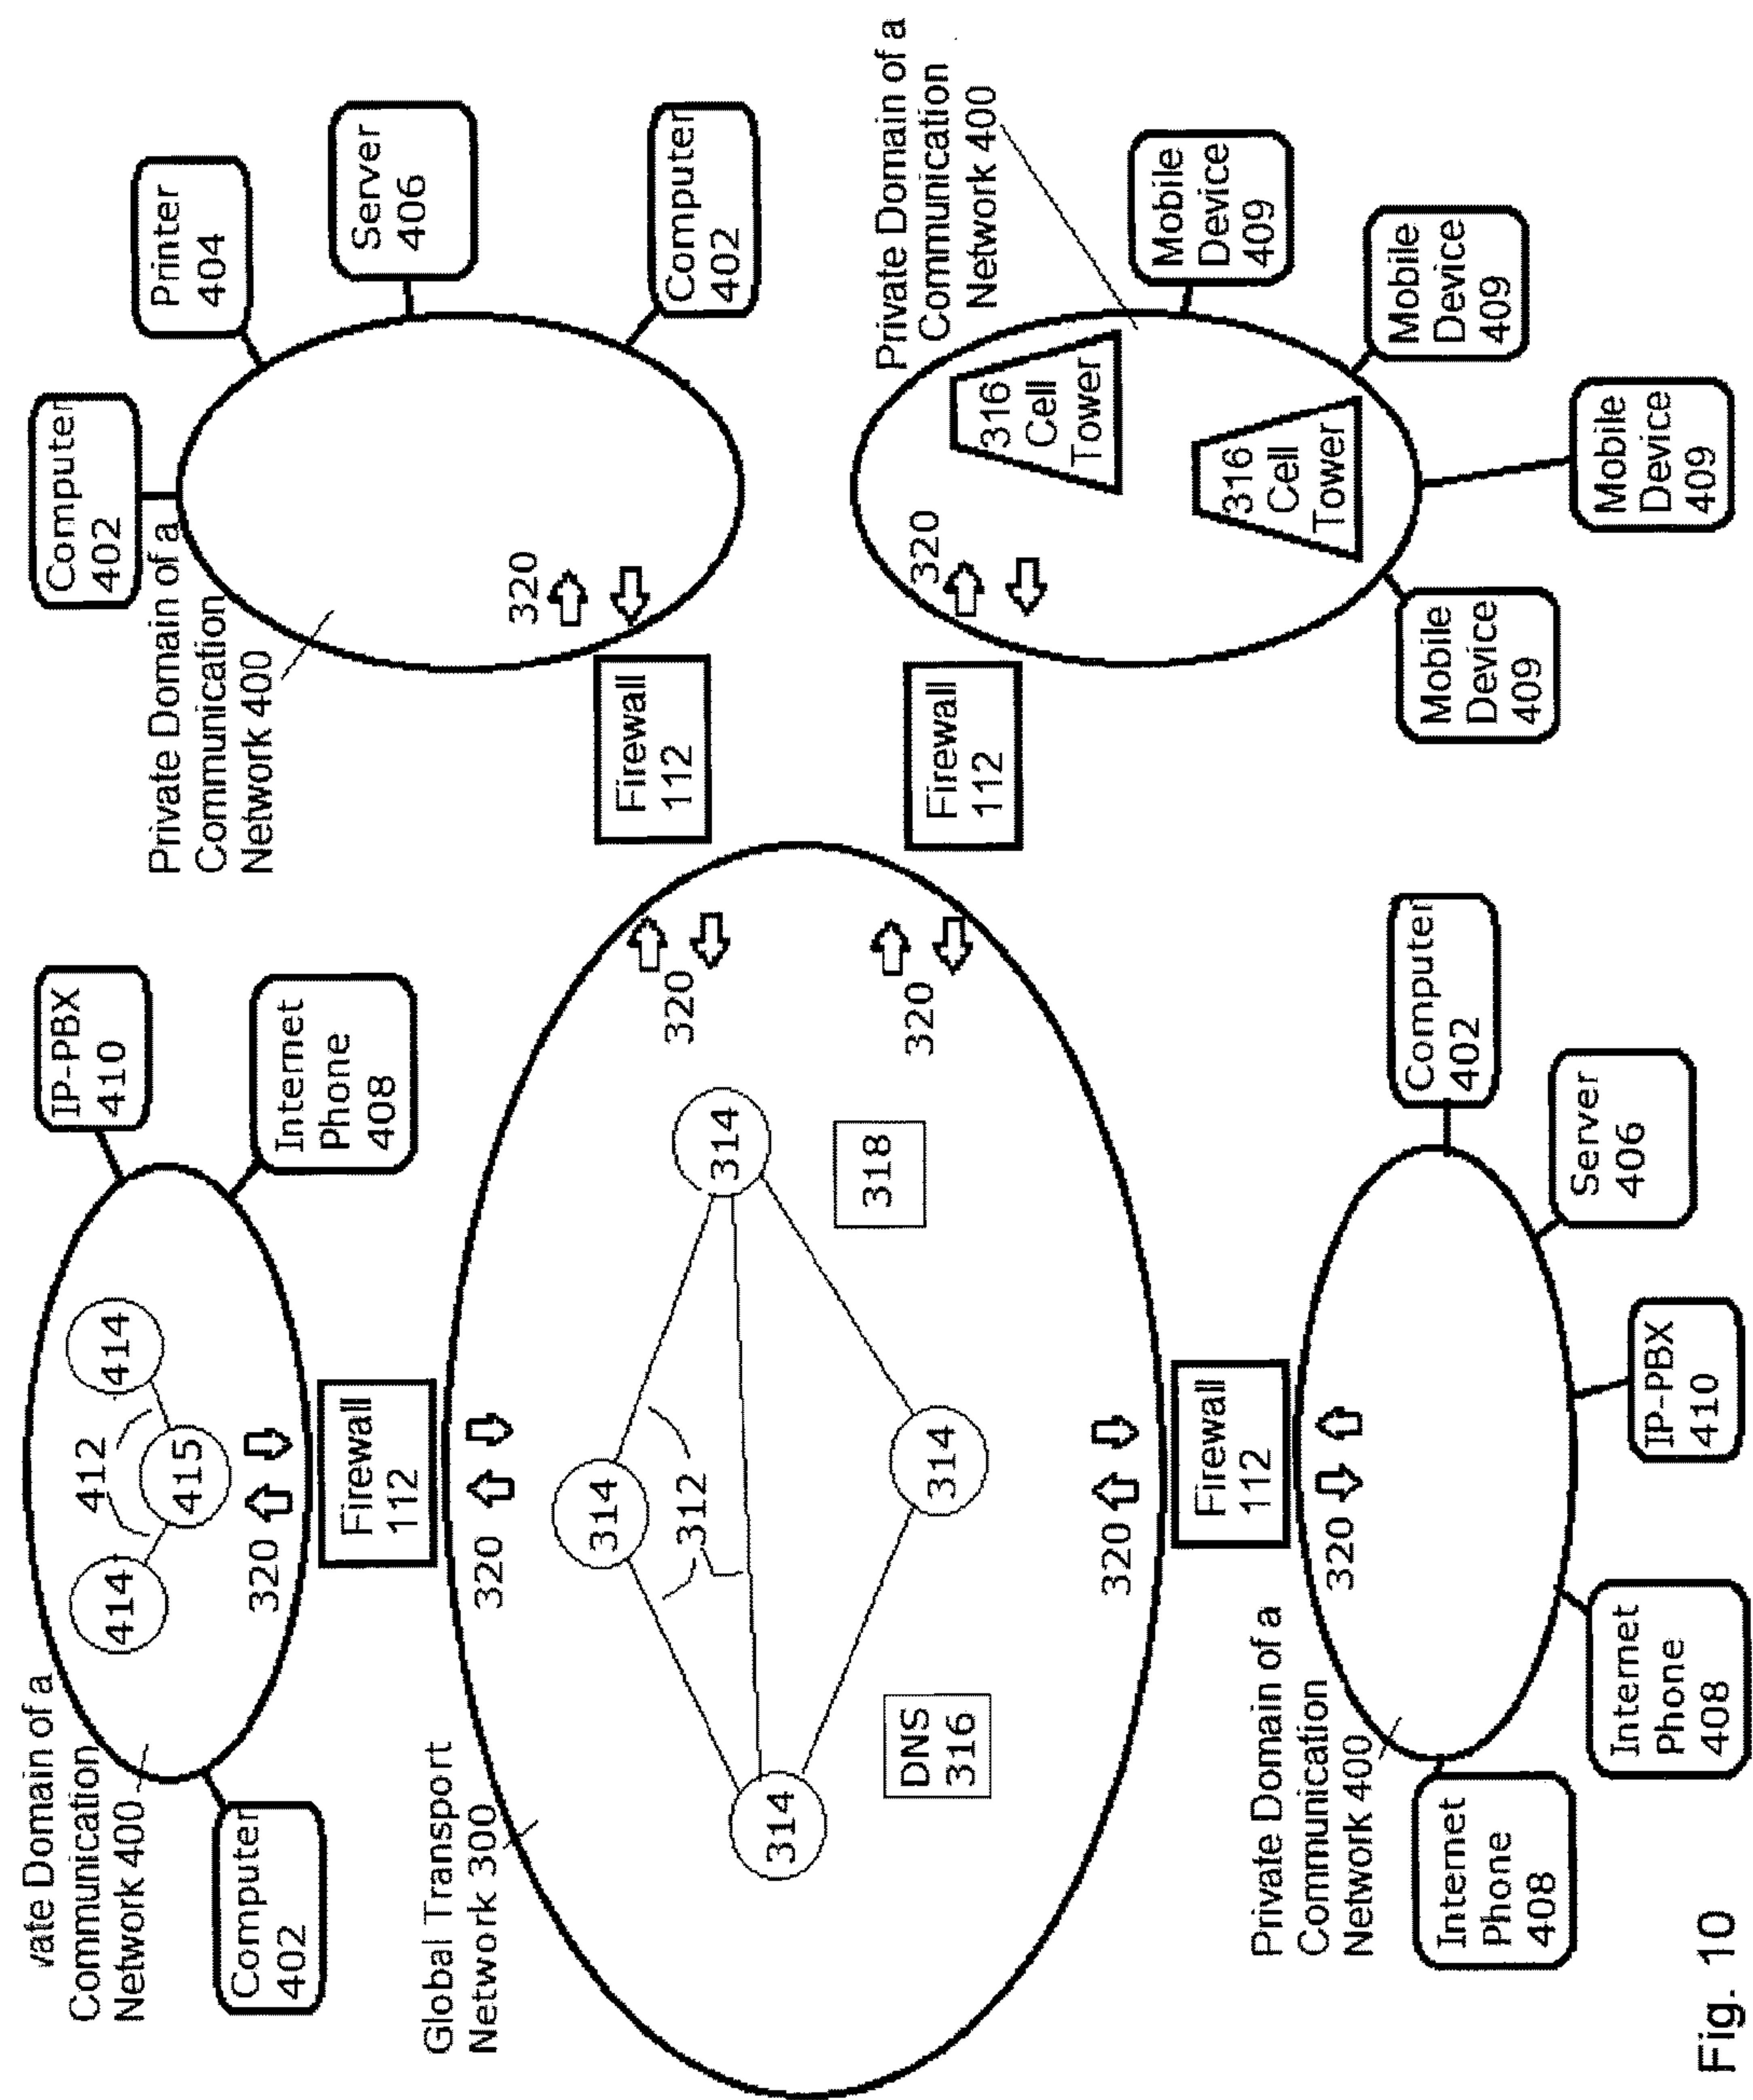 vate Domain of a
Communication
Network 400
IP-PBX
410
414
412
414
415
Internet
Phone
408
Computer
402
320
Firewall
112
320
Global Transport
Network 300
314
312
314
314
314
DNS
316
318
320
320
320
Firewall
112
320
Private Domain of a
Communication
Network 400
Computer
402
Server
406
IP-PBX
410
Internet
Phone
408
Internet
Phone
408
Computer
402
Printer
404
Server
406
Computer
402
Private Domain of a
Communication
Network 400
320
Firewall
112
Firewall
112
320
Private Domain of a
Communication
Network 400
316
Cell
Tower
316
Cell
Tower
Mobile
Device
409
Mobile
Device
409
Mobile
Device
409
Mobile
Device
409
Fig. 10